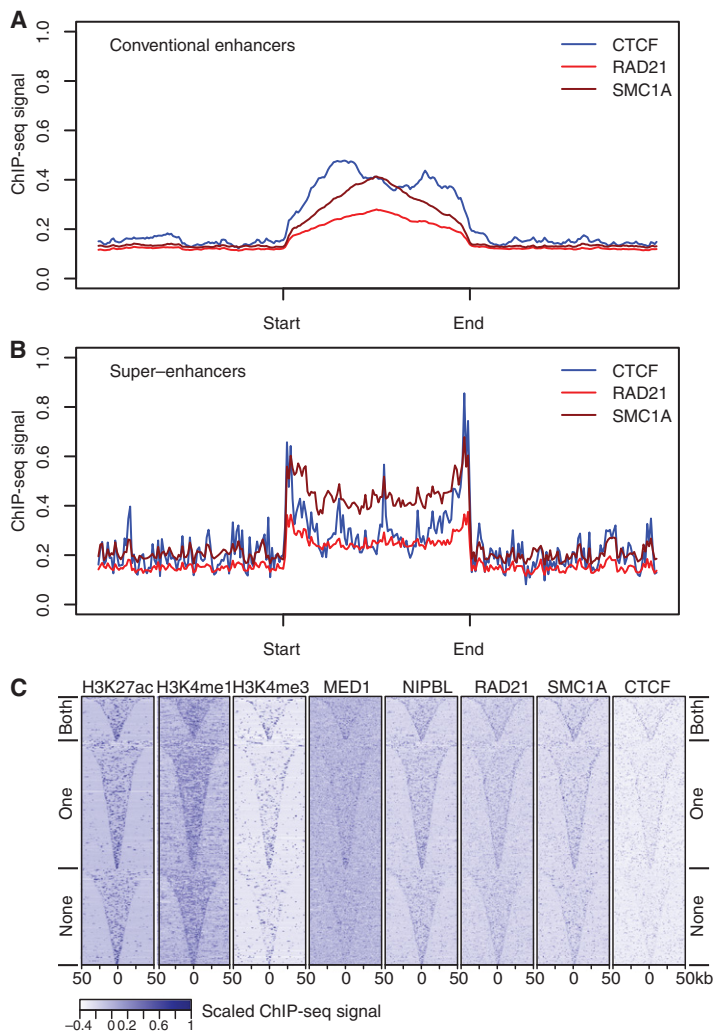 A
Conventional enhancers
CTCF
RAD21
SMC1A
ChIP-seq signal
1.0
0.8
0.6
0.4
0.2
0.0
Start End
B
Super–enhancers
CTCF
RAD21
SMC1A
ChIP-seq signal
1.0
0.8
0.6
0.4
0.2
0.0
Start End
C
H3K27ac H3K4me1 H3K4me3 MED1 NIPBL RAD21 SMC1A CTCF
Both Both
One One
None None
50 0 50 0 50 0 50 0 50 0 50 0 50 0 50 0 50kb
−0.4 0.2 0.6 1
Scaled ChIP-seq signal